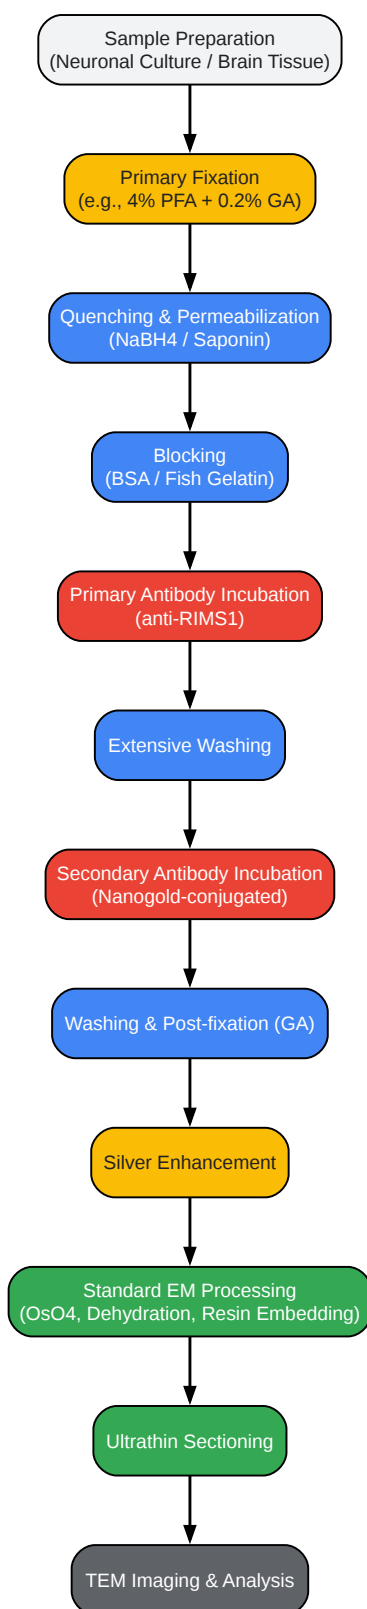 Sample Preparation
(Neuronal Culture / Brain Tissue)
Primary Fixation
(e.g., 4% PFA + 0.2% GA)
Quenching & Permeabilization
(NaBH4 / Saponin)
Blocking
(BSA / Fish Gelatin)
Primary Antibody Incubation
(anti-RIMS1)
Extensive Washing
Secondary Antibody Incubation
(Nanogold-conjugated)
Washing & Post-fixation (GA)
Silver Enhancement
Standard EM Processing
(OsO4, Dehydration, Resin Embedding)
Ultrathin Sectioning
TEM Imaging & Analysis